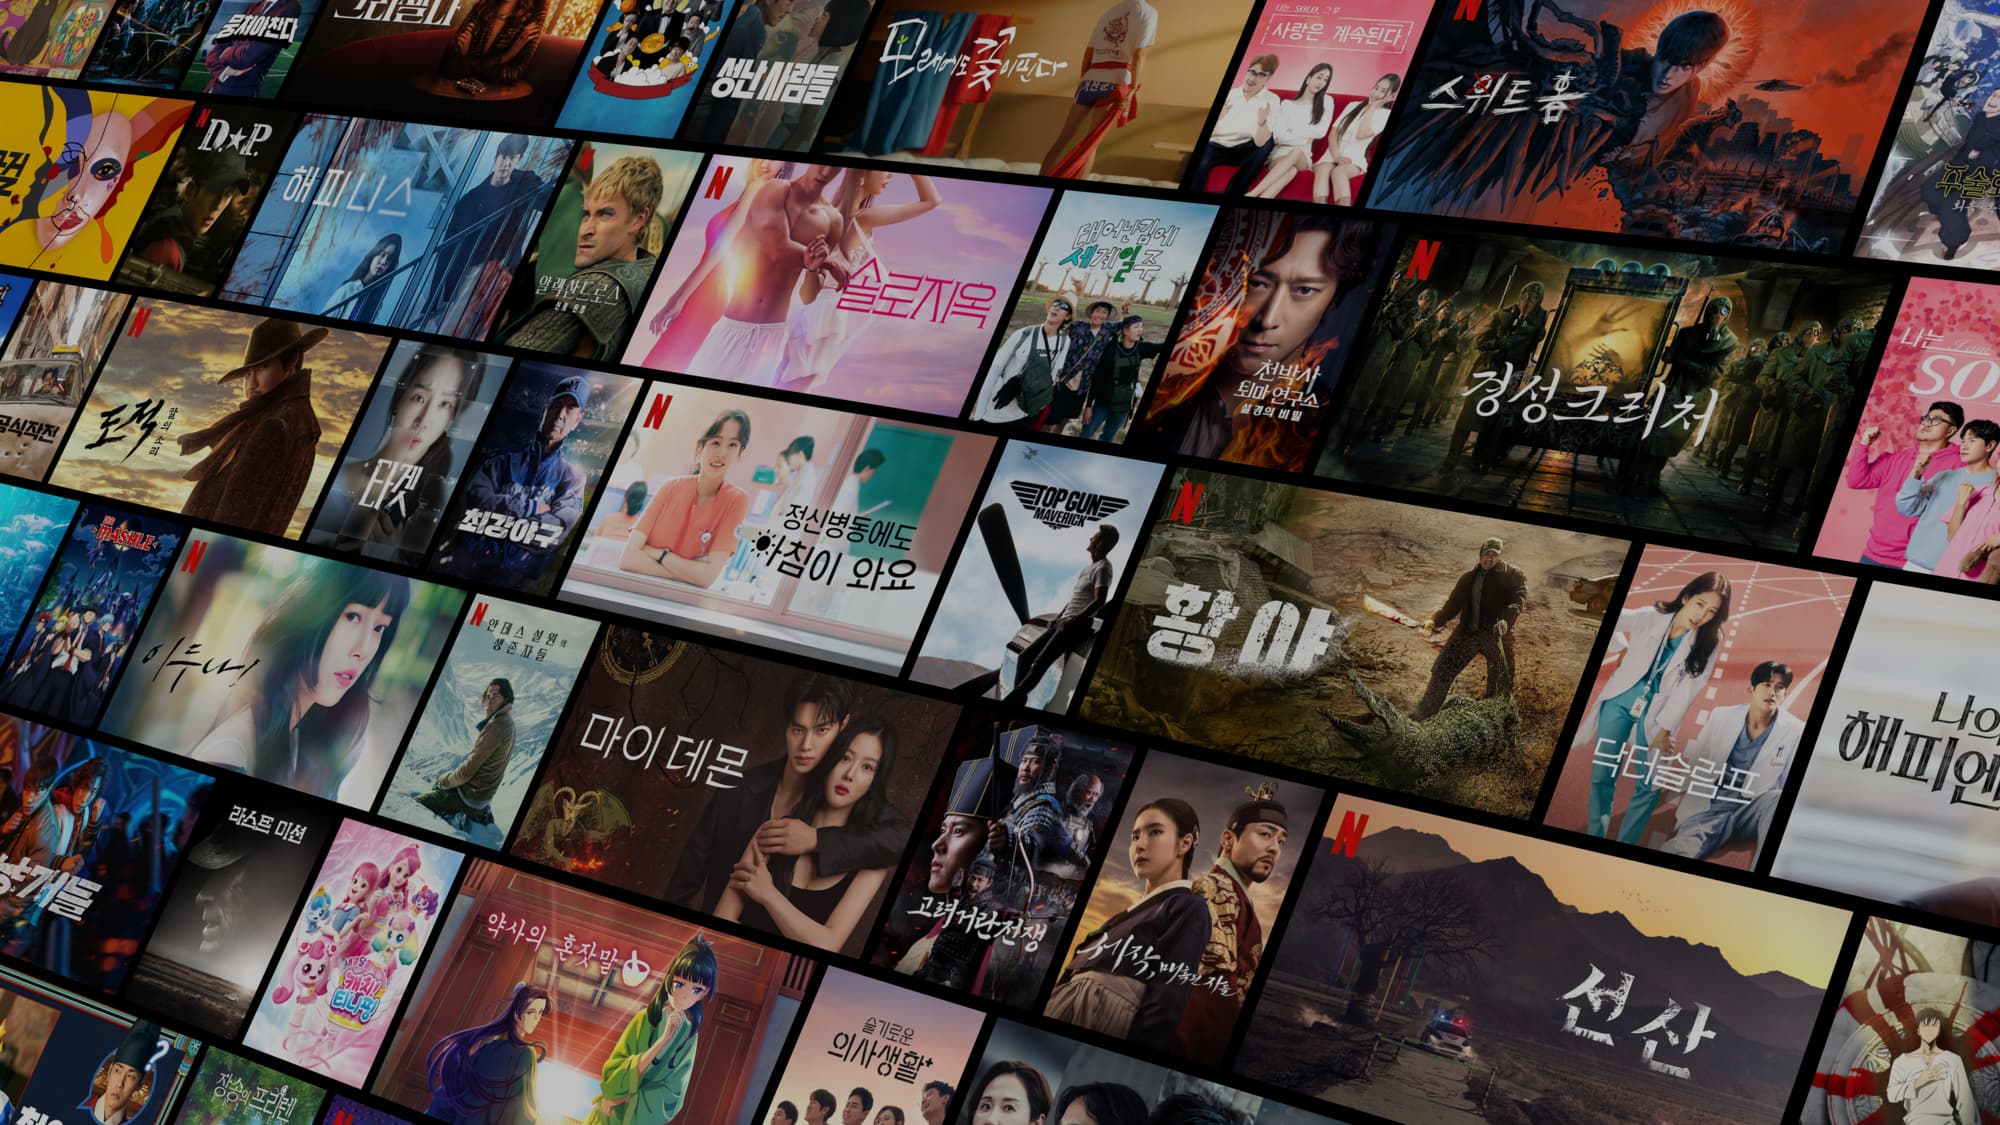 뭉쳐야찬다
성난 사람들
모래에도 꽃이 핀다
나는 SOLO, 그 후
사랑은 계속된다
스위트홈
N
D.P.
해피니스
알렉산드로스
N
솔로지옥
태어난 김에
세계일주
천박사
퇴마 연구소
설경의 비밀
N
경성크리처
나는
SO
N
도적
칼의 소리
타겟
최강야구
N
정신병동에도
아침이 와요
TOP GUN
MAVERICK
N
황야
닥터슬럼프
나의
해피엔
MASHLE
N
이두나!
N
안데스 설원의
생존자들
마이 데몬
고려거란전쟁
세작, 매혹된 자들
N
선산
라스트 미션
캐치!
티니핑
약사의 혼잣말
슬기로운
의사생활
장송의 프리렌